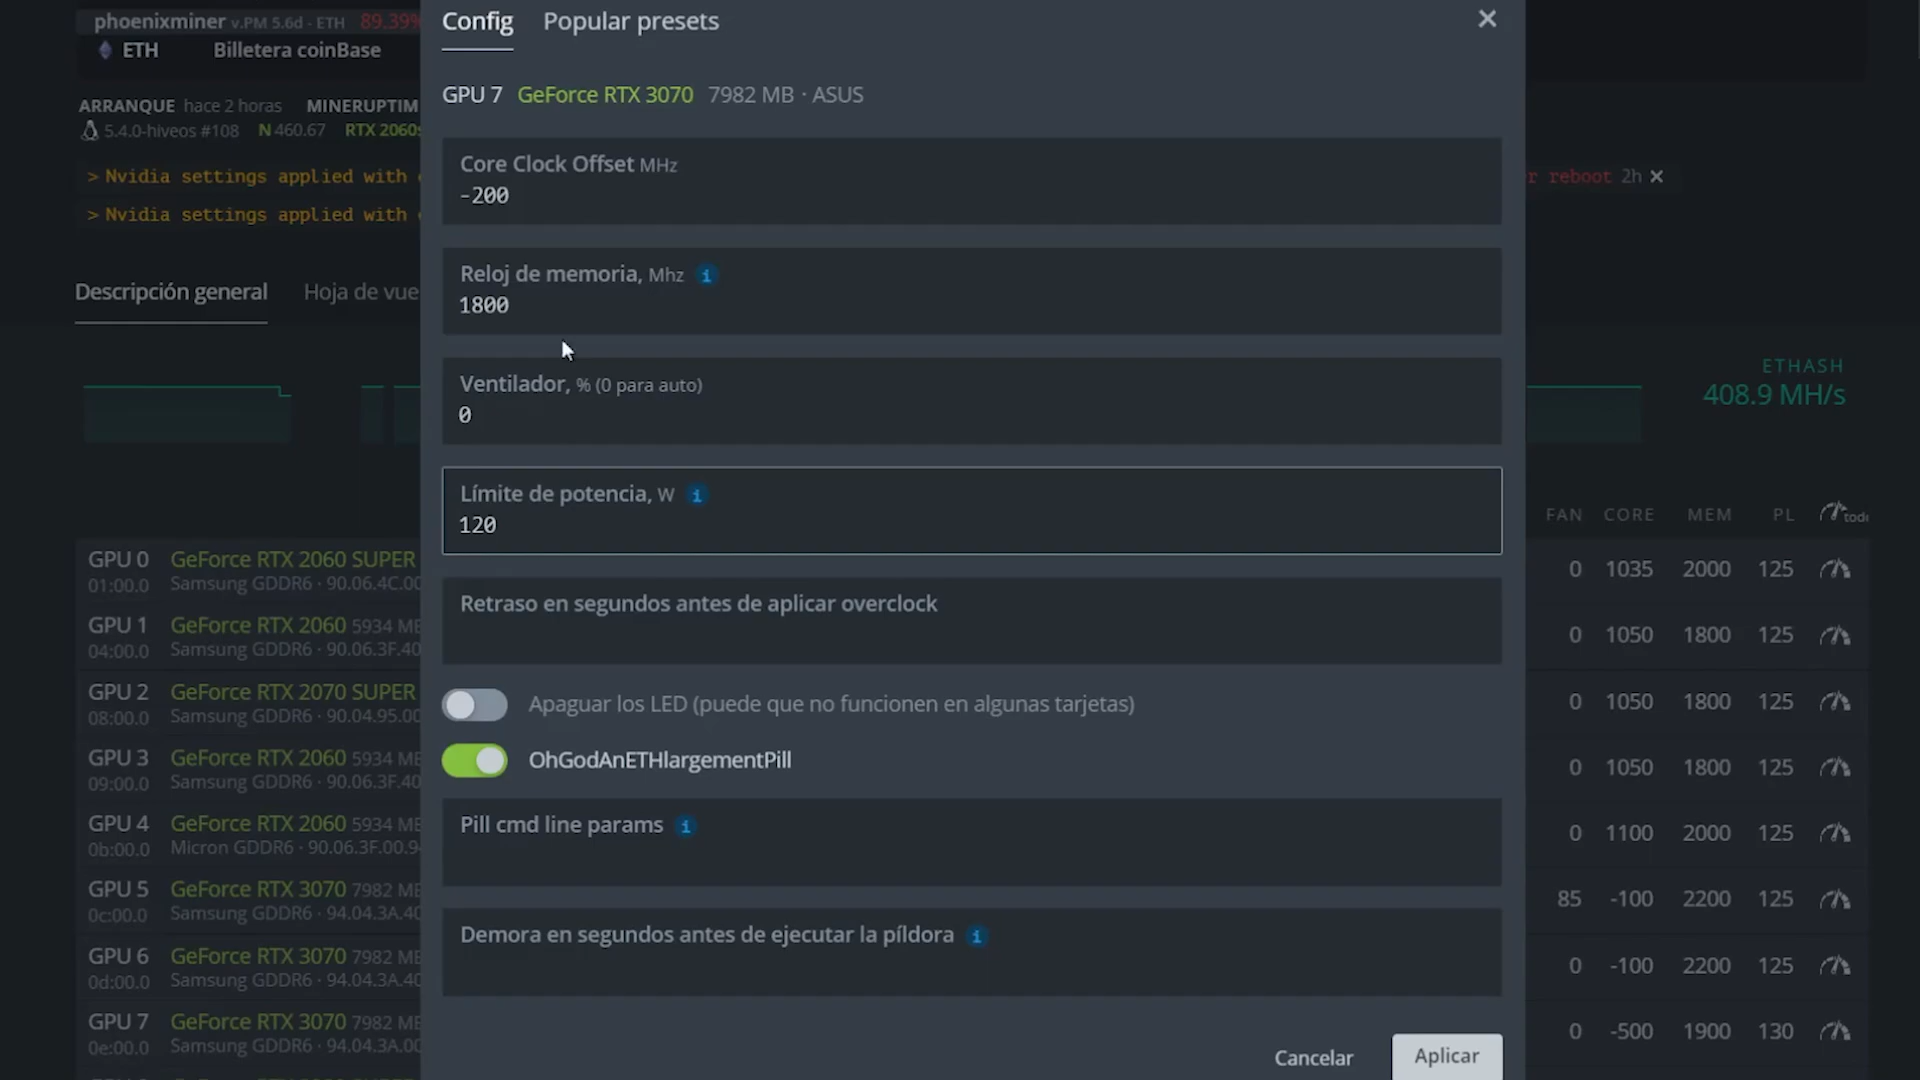 phoenixminer v.PM 5.6d · ETH 89.39%
ETH Billetera coinBase
ARRANQUE hace 2 horas MINERUPTIM
5.4.0-hiveos #108 N 460.67 RTX 2060s
> Nvidia settings applied with
> Nvidia settings applied with
r reboot 2h ✕
Descripción general Hoja de vue
Config Popular presets
GPU 7 GeForce RTX 3070 7982 MB · ASUS
Core Clock Offset MHz
-200
Reloj de memoria, Mhz
1800
Ventilador, % (0 para auto)
0
Límite de potencia, W
120
Retraso en segundos antes de aplicar overclock
Apaguar los LED (puede que no funcionen en algunas tarjetas)
OhGodAnETHlargementPill
Pill cmd line params
Demora en segundos antes de ejecutar la píldora
Cancelar Aplicar
ETHASH
408.9 MH/s
FAN CORE MEM PL todo
GPU 0 GeForce RTX 2060 SUPER 0 1035 2000 125
01:00.0 Samsung GDDR6 · 90.06.4C.00
GPU 1 GeForce RTX 2060 5934 ME 0 1050 1800 125
04:00.0 Samsung GDDR6 · 90.06.3F.40
GPU 2 GeForce RTX 2070 SUPER 0 1050 1800 125
08:00.0 Samsung GDDR6 · 90.04.95.00
GPU 3 GeForce RTX 2060 5934 ME 0 1050 1800 125
09:00.0 Samsung GDDR6 · 90.06.3F.40
GPU 4 GeForce RTX 2060 5934 ME 0 1100 2000 125
0b:00.0 Micron GDDR6 · 90.06.3F.00.9
GPU 5 GeForce RTX 3070 7982 ME 85 -100 2200 125
0c:00.0 Samsung GDDR6 · 94.04.3A.40
GPU 6 GeForce RTX 3070 7982 ME 0 -100 2200 125
0d:00.0 Samsung GDDR6 · 94.04.3A.40
GPU 7 GeForce RTX 3070 7982 ME 0 -500 1900 130
0e:00.0 Samsung GDDR6 · 94.04.3A.00